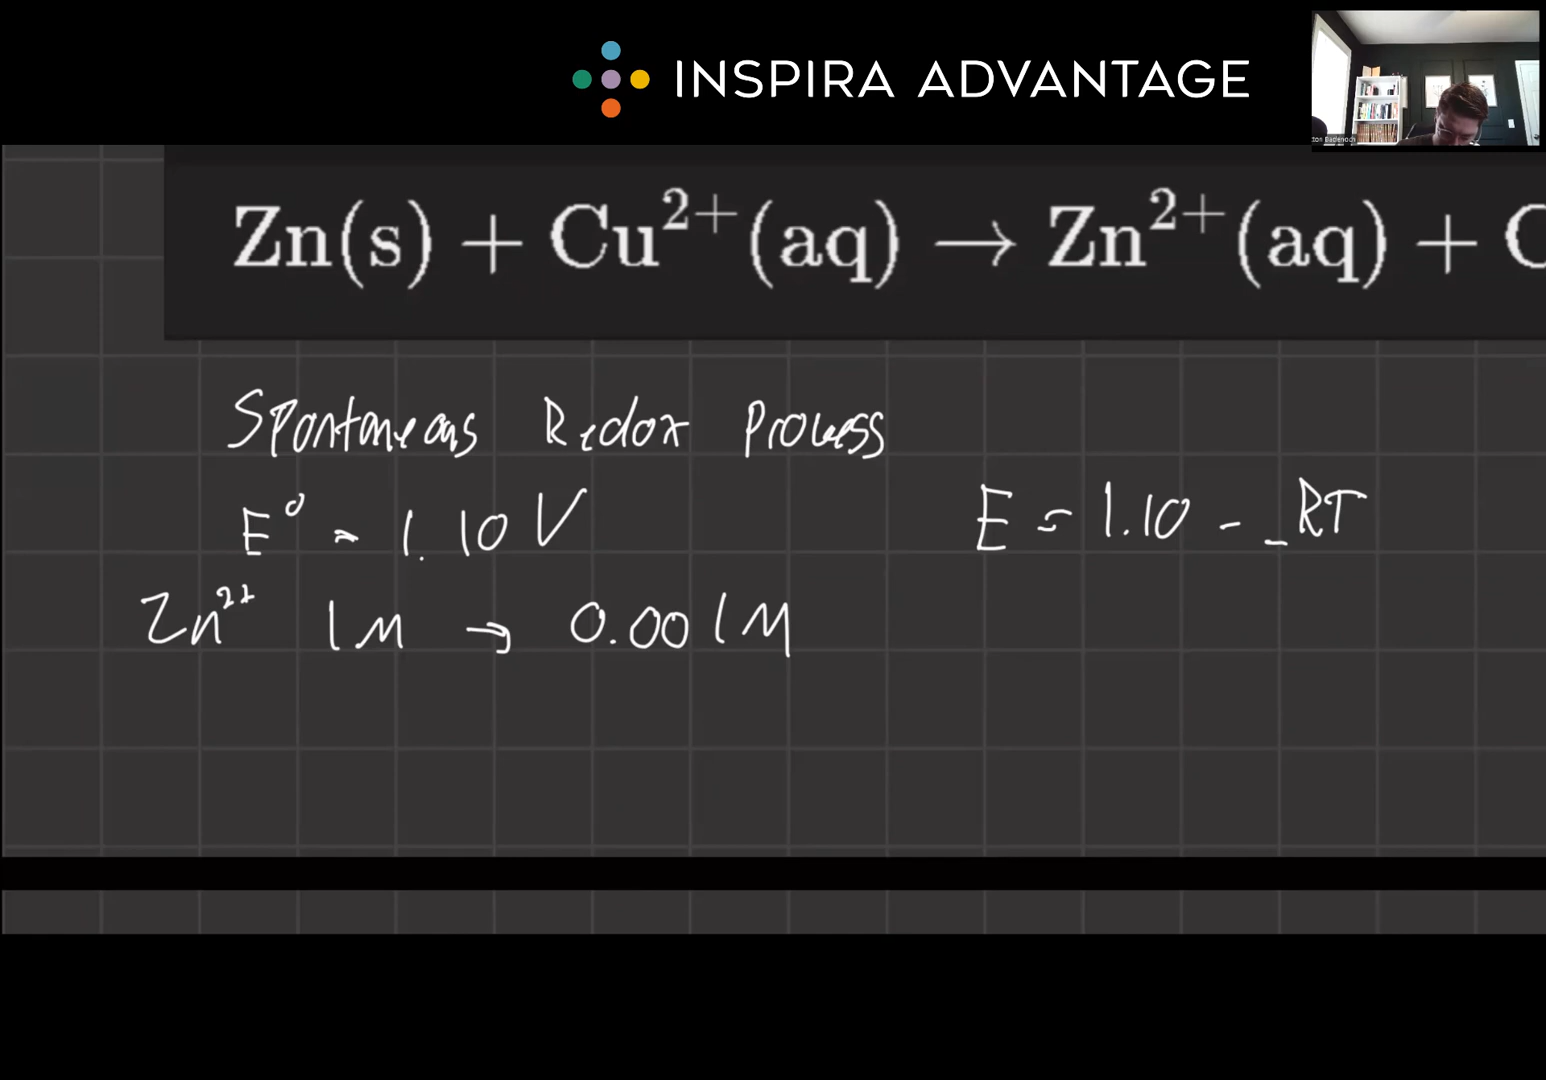 INSPIRA ADVANTAGE
Zn(s) + Cu²⁺(aq) → Zn²⁺(aq) + C
Spontaneous Redox Process
E⁰ = 1.10 V
E = 1.10 - _RT
Zn²⁺ 1M → 0.001M